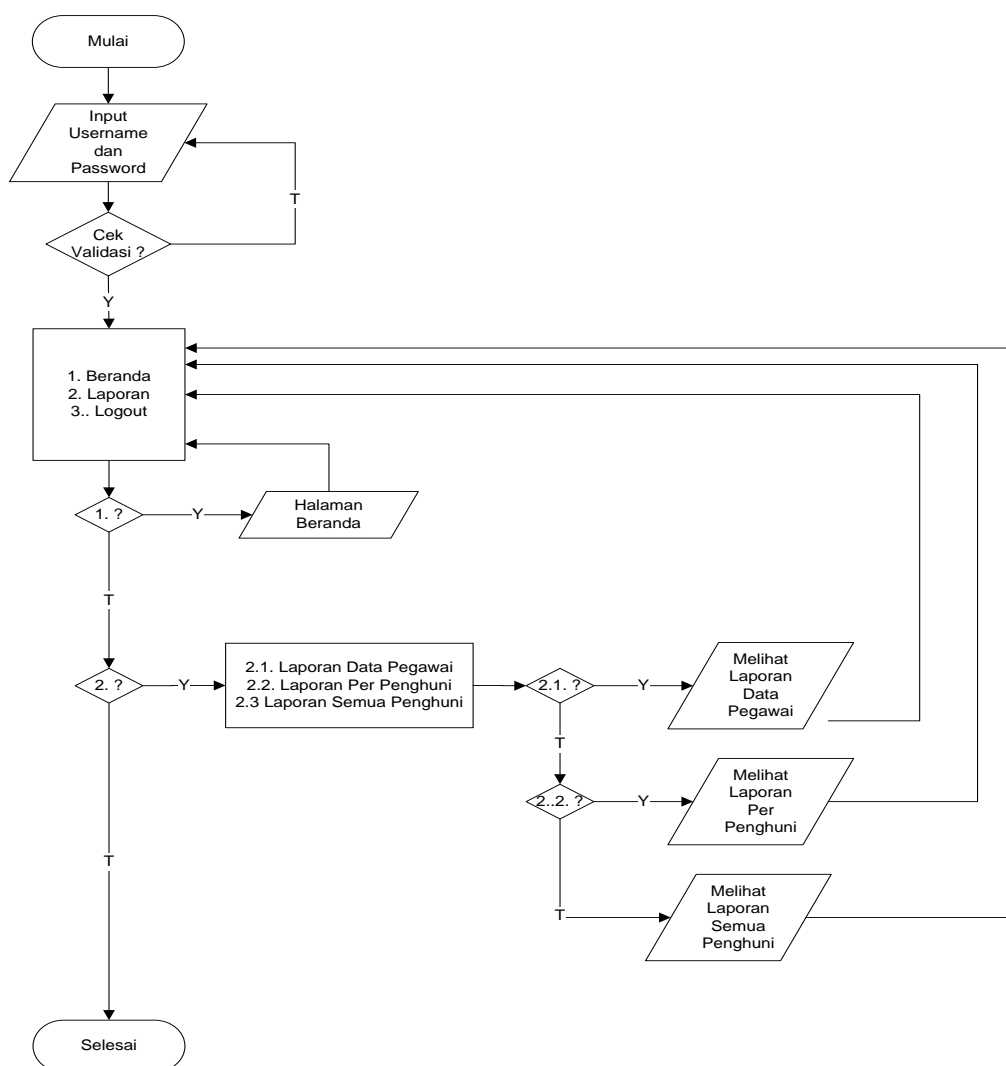 Mulai
Input
Username
dan
Password
T
Cek
Validasi ?
Y
1. Beranda
2. Laporan
3.. Logout
1. ?
Y
Halaman
Beranda
T
2. ?
Y
2.1. Laporan Data Pegawai
2.2. Laporan Per Penghuni
2.3 Laporan Semua Penghuni
2.1. ?
Y
Melihat
Laporan
Data
Pegawai
T
2..2. ?
Y
Melihat
Laporan
Per
Penghuni
T
T
Melihat
Laporan
Semua
Penghuni
Selesai